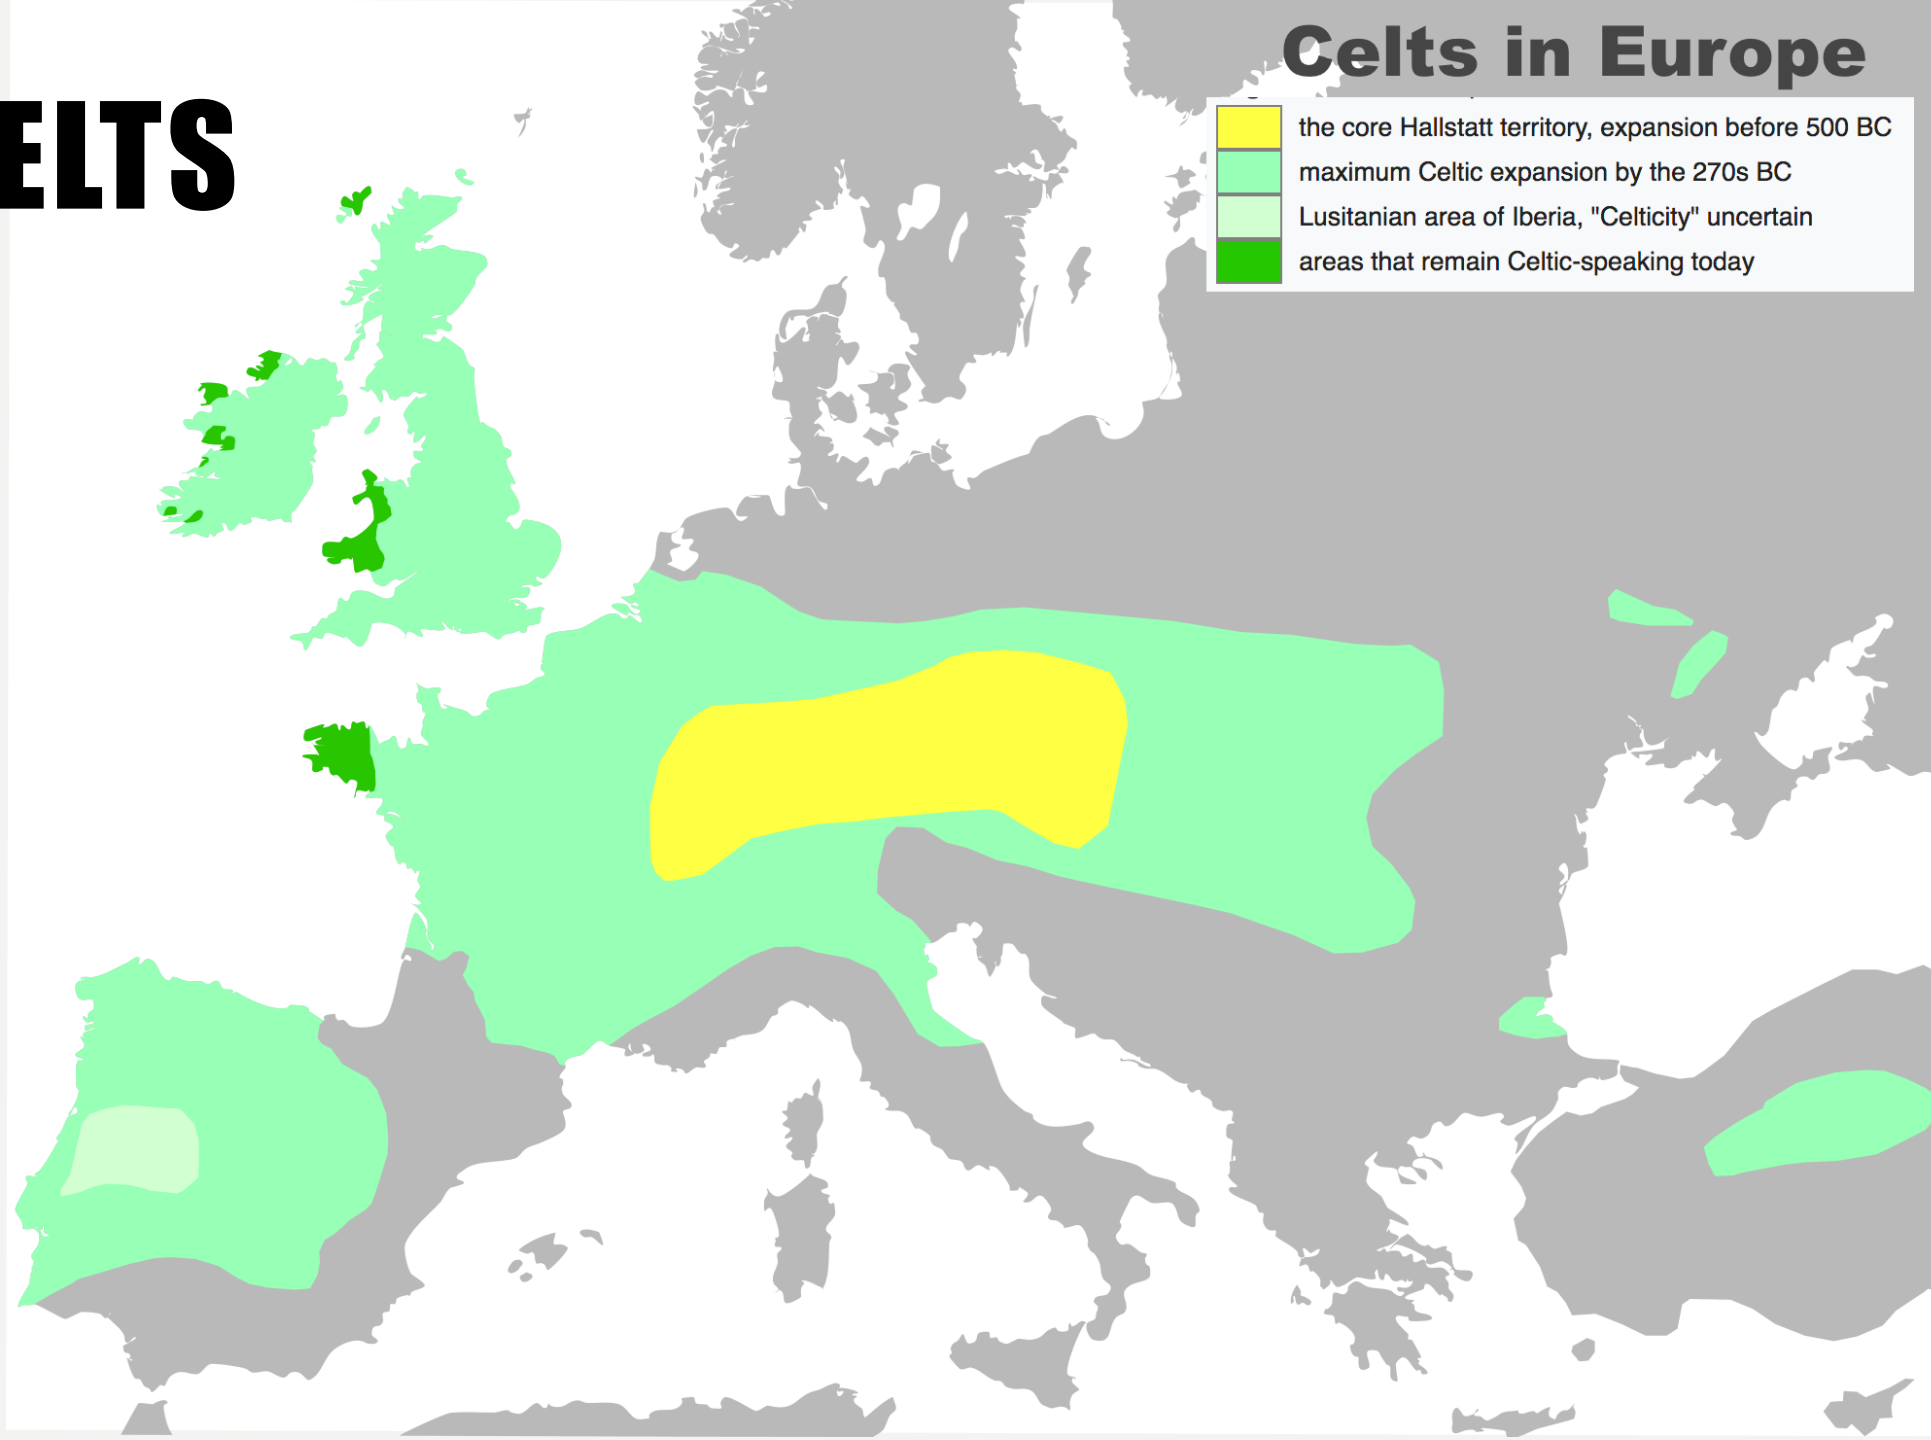 Celts in Europe
ELTS
the core Hallstatt territory, expansion before 500 BC
maximum Celtic expansion by the 270s BC
Lusitanian area of Iberia, "Celticity" uncertain
areas that remain Celtic-speaking today